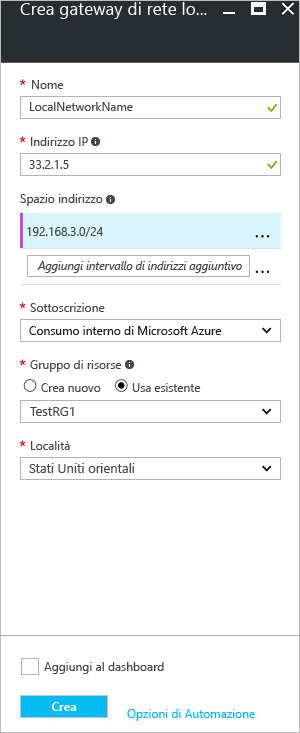 Crea gateway di rete lo...
* Nome
LocalNetworkName
* Indirizzo IP
33.2.1.5
Spazio indirizzo
192.168.3.0/24 ...
Aggiungi intervallo di indirizzi aggiuntivo ...
* Sottoscrizione
Consumo interno di Microsoft Azure
* Gruppo di risorse
Crea nuovo Usa esistente
TestRG1
* Località
Stati Uniti orientali
Aggiungi al dashboard
Crea Opzioni di Automazione